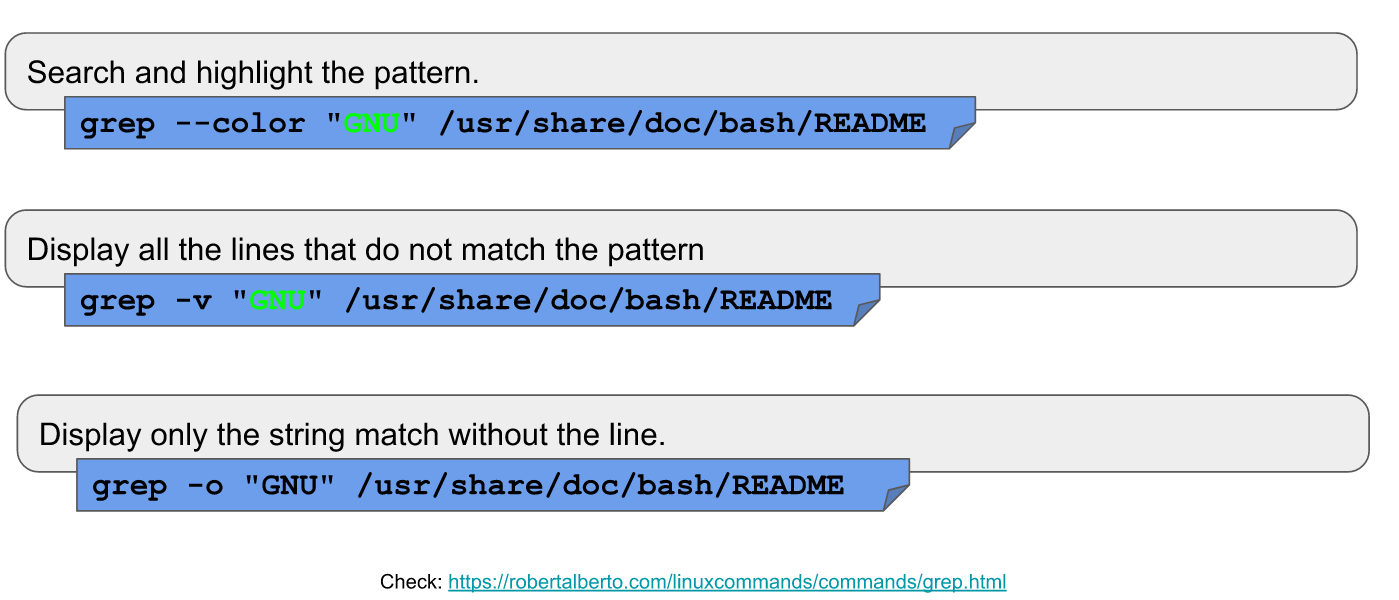 Search and highlight the pattern.
grep --color "GNU" /usr/share/doc/bash/README
Display all the lines that do not match the pattern
grep -v "GNU" /usr/share/doc/bash/README
Display only the string match without the line.
grep -o "GNU" /usr/share/doc/bash/README
Check: https://robertalberto.com/linuxcommands/commands/grep.html